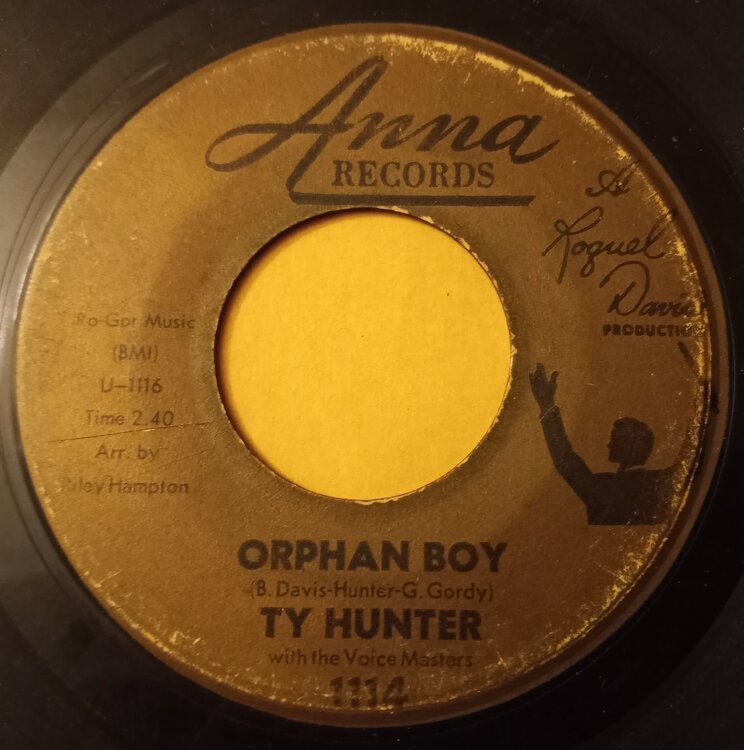 Anna
RECORDS
A
Roquel
Davis
PRODUCTION
Ro-Gor Music
(BMI)
U-1116
Time 2:40
Arr. by
Riley Hampton
ORPHAN BOY
(B. Davis-Hunter-G. Gordy)
TY HUNTER
with the Voice Masters
1114